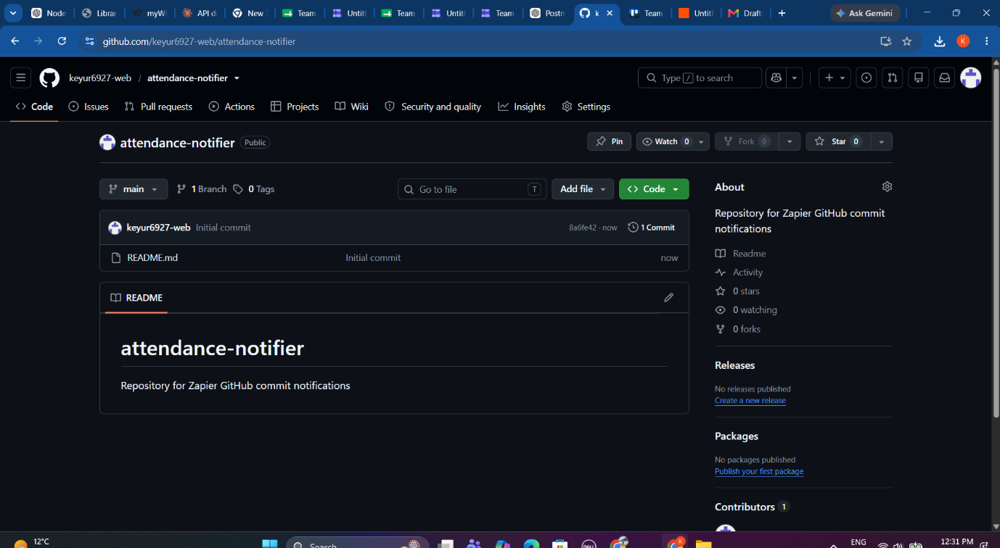 Node
Librar
myWl
API d
New T
Team
Untitl
Team
Untitl
Team
Postm
k
Team
Untitl
Draft
Ask Gemini
github.com/keyur6927-web/attendance-notifier
K
keyur6927-web / attendance-notifier
Type / to search
Code Issues Pull requests Actions Projects Wiki Security and quality Insights Settings
attendance-notifier Public
Pin Watch 0 Fork 0 Star 0
main 1 Branch 0 Tags
Go to file T Add file Code
keyur6927-web Initial commit 8a6fe42 · now 1 Commit
README.md Initial commit now
README
attendance-notifier
Repository for Zapier GitHub commit notifications
About
Repository for Zapier GitHub commit
notifications
Readme
Activity
0 stars
0 watching
0 forks
Releases
No releases published
Create a new release
Packages
No packages published
Publish your first package
Contributors 1
12°C
Search
DELL
K
ENG
12:31 PM